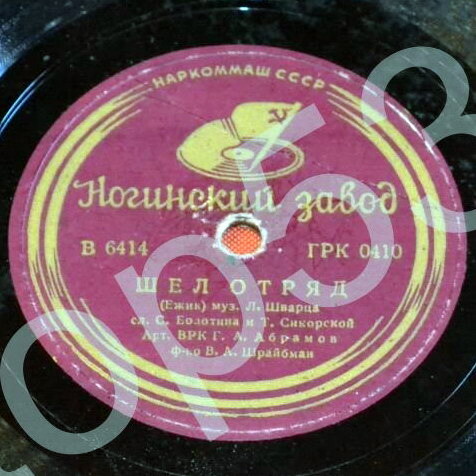 НАРКОММАШ СССР
Ногинский завод
В 6414 ГРК 0410
ШЕЛ ОТРЯД
(Ежик) муз. Л. Шварца
сл. С. Болотина и Т. Сикорской
Арт. ВРК Г. А. Абрамов
ф-но В. А. Шрайбман